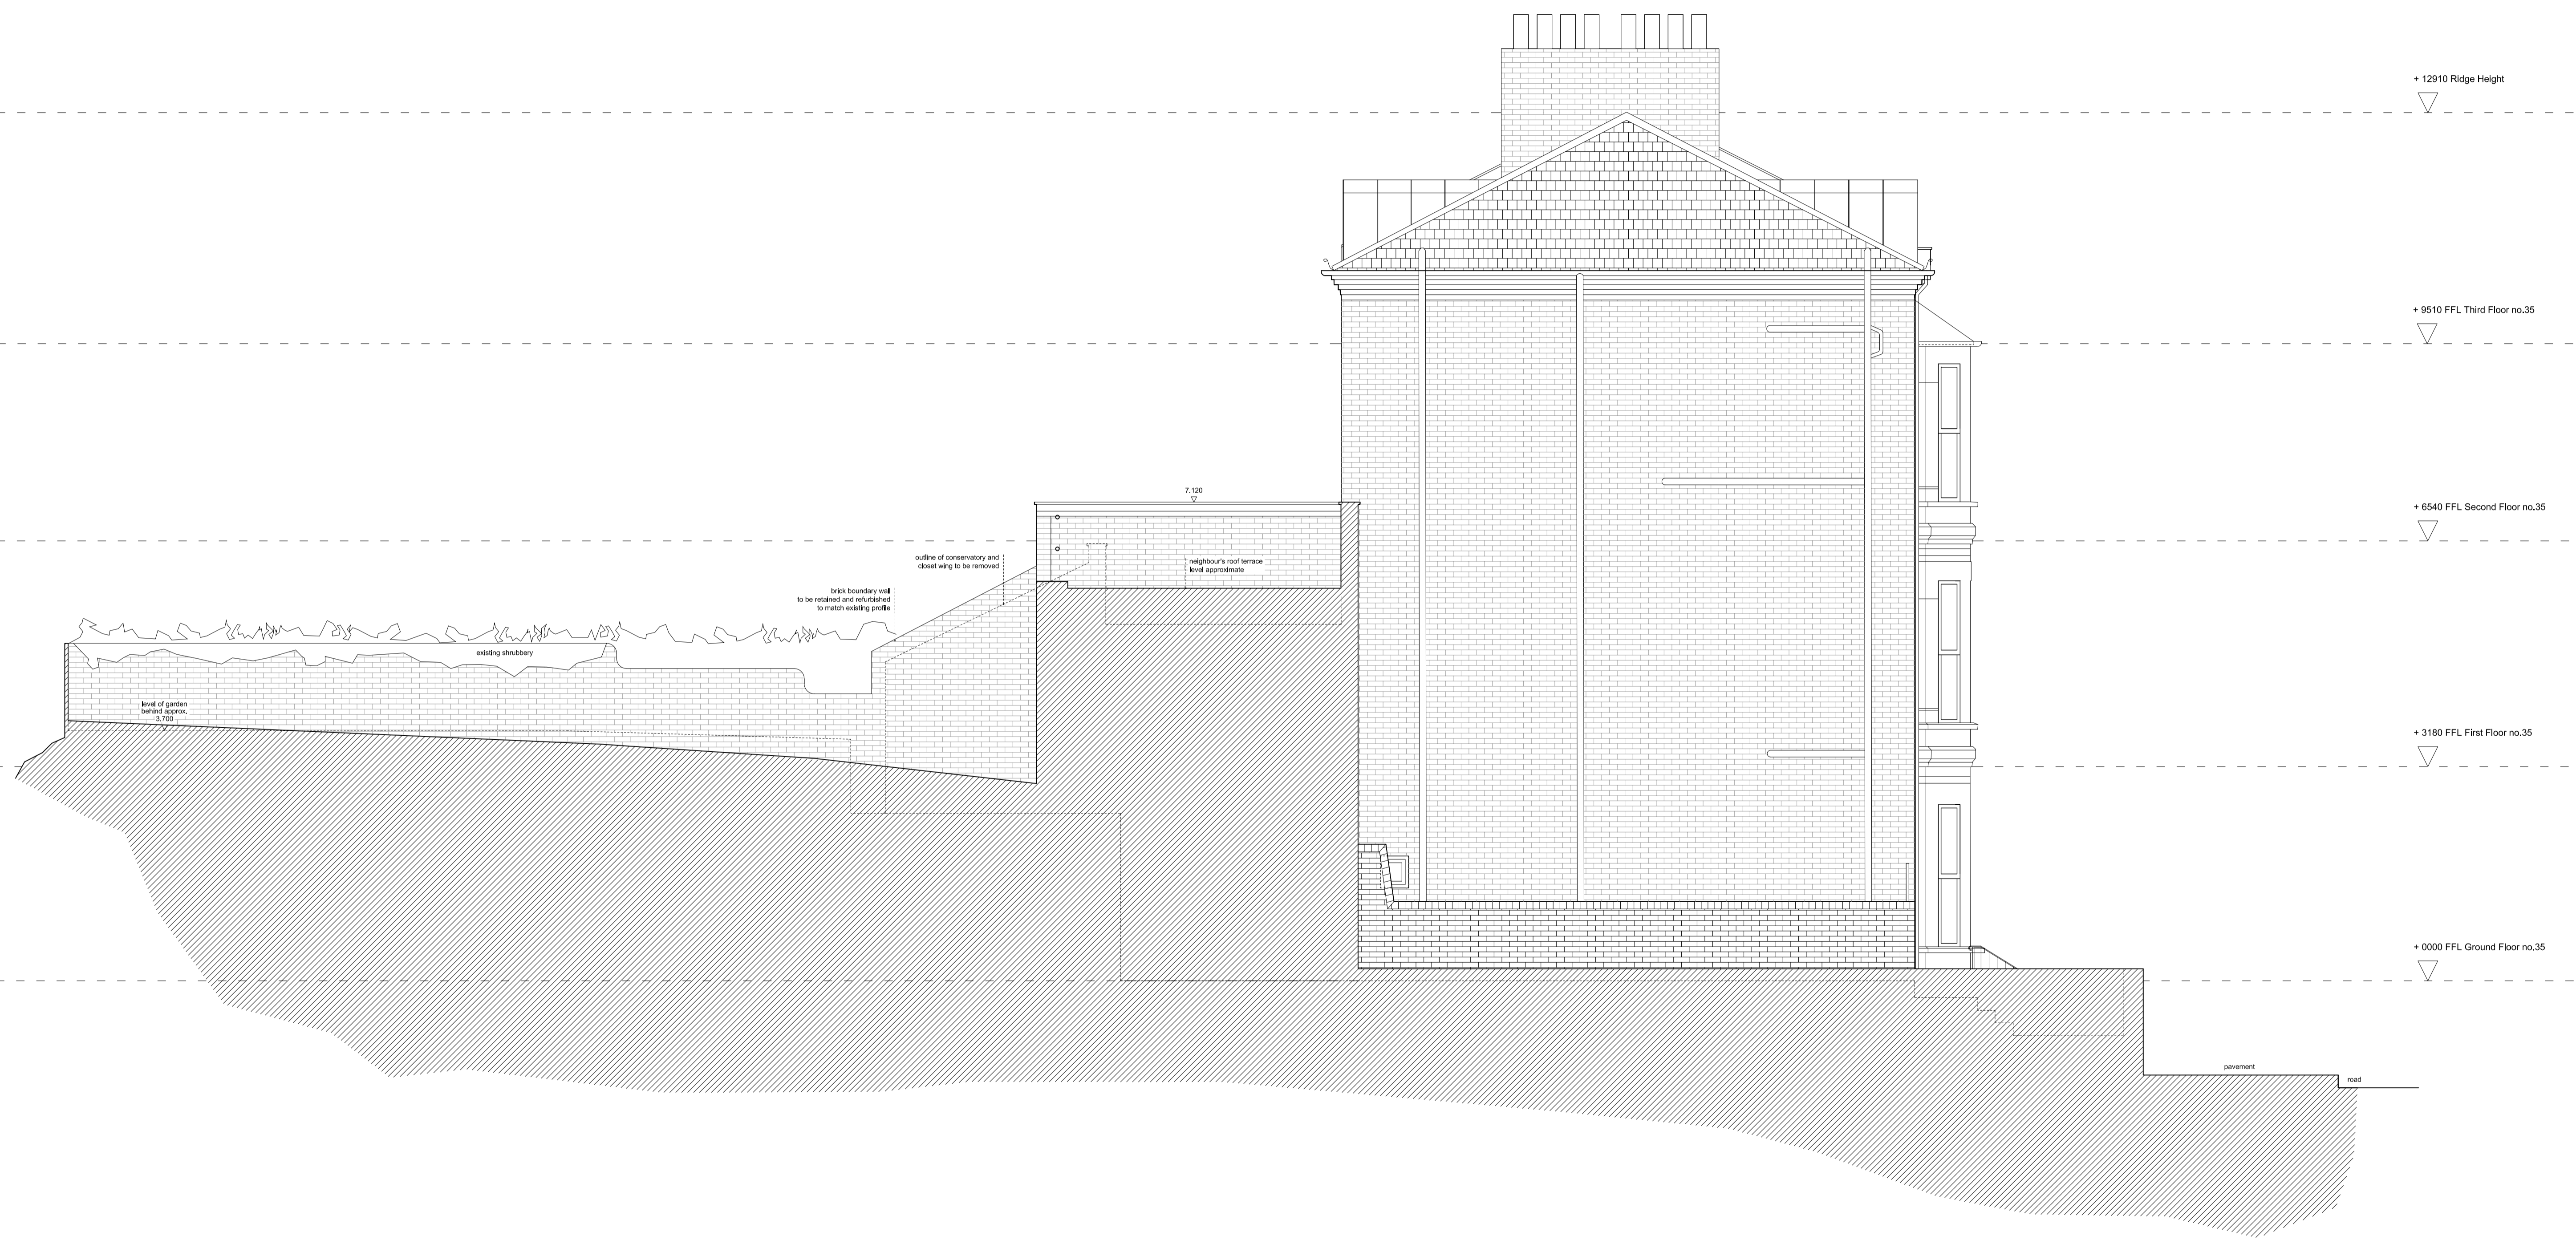 + 12910 Ridge Height
+ 9510 FFL Third Floor no.35
7.120
+ 6540 FFL Second Floor no.35
outline of conservatory and
closet wing to be removed
neighbour's roof terrace
level approximate
brick boundary wall
to be retained and refurbished
to match existing profile
existing shrubbery
level of garden
behind approx.
3.700
+ 3180 FFL First Floor no.35
+ 0000 FFL Ground Floor no.35
pavement
road